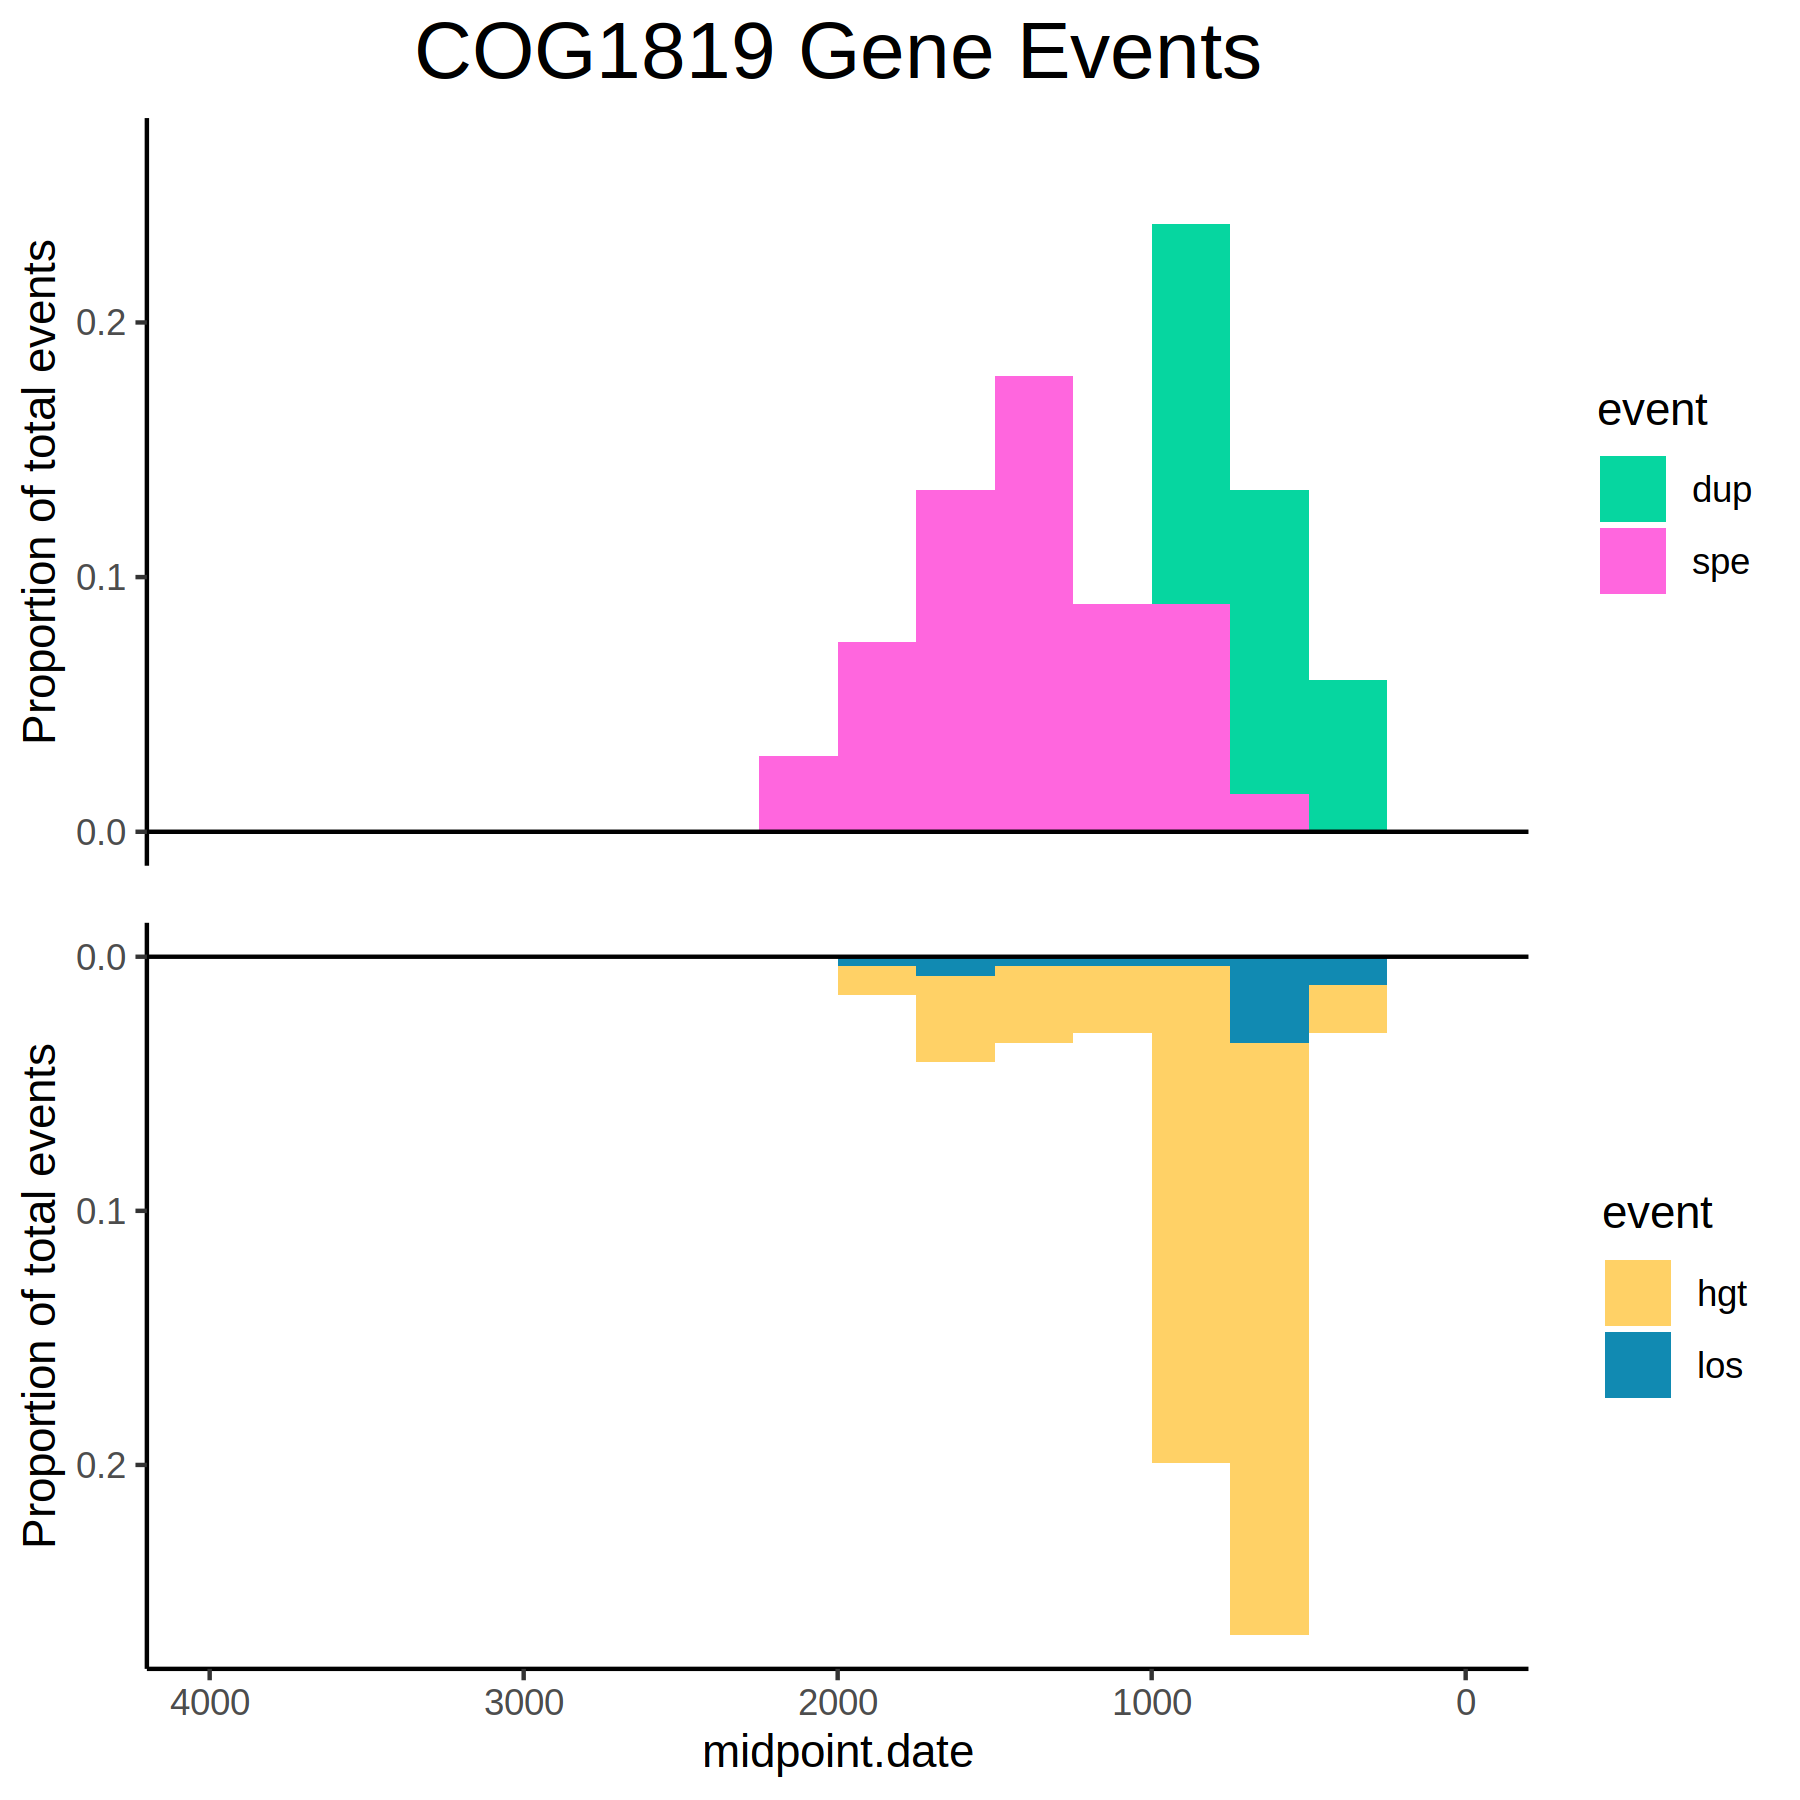 COG1819 Gene Events
Proportion of total events
0.2
0.1
0.0
event
dup
spe
Proportion of total events
0.0
0.1
0.2
event
hgt
los
4000 3000 2000 1000 0
midpoint.date